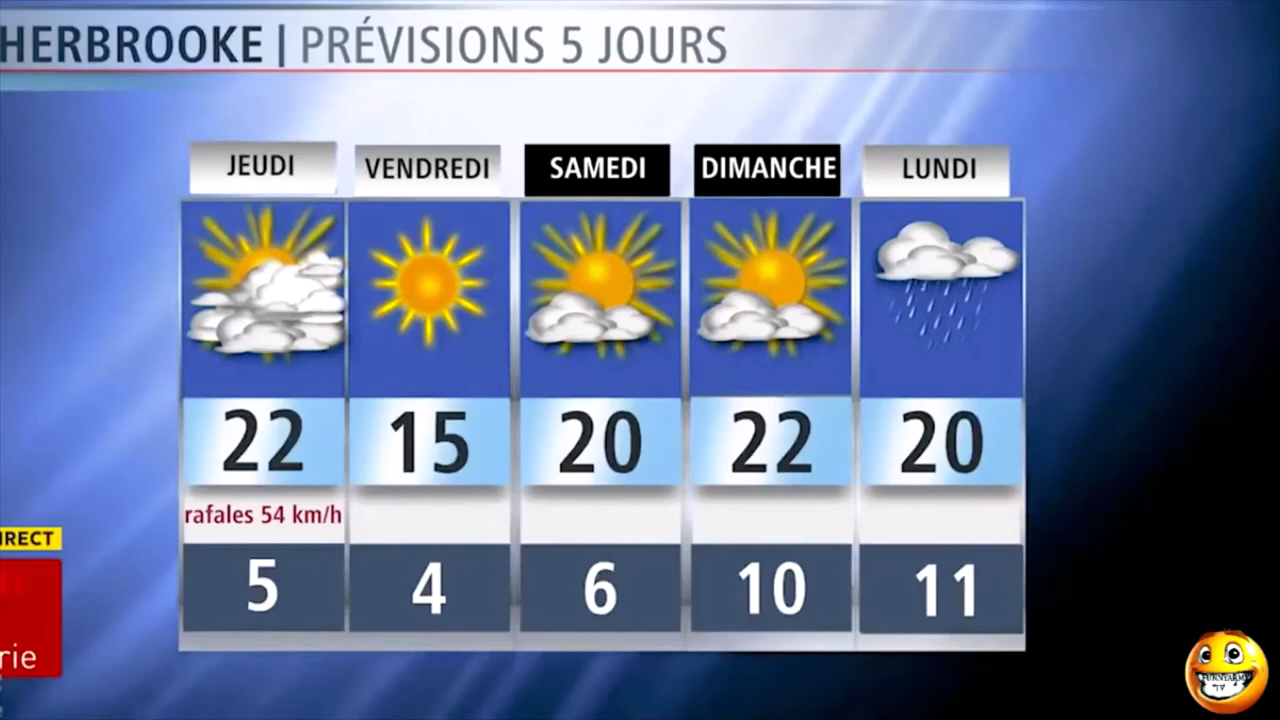 HERBROOKE | PRÉVISIONS 5 JOURS
JEUDI VENDREDI SAMEDI DIMANCHE LUNDI
22 15 20 22 20
rafales 54 km/h
IRECT
5 4 6 10 11
rie
TV